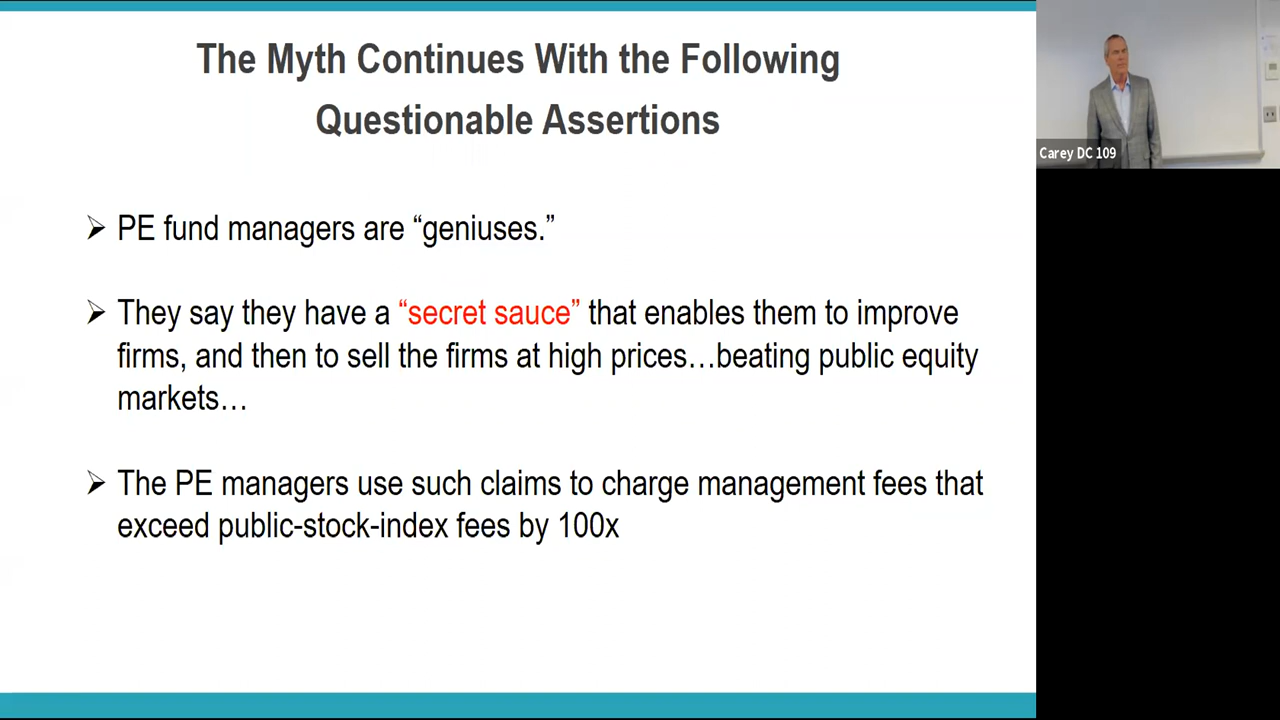 The Myth Continues With the Following
Questionable Assertions
Carey DC 109
➢ PE fund managers are “geniuses.”
➢ They say they have a “secret sauce” that enables them to improve
firms, and then to sell the firms at high prices…beating public equity
markets…
➢ The PE managers use such claims to charge management fees that
exceed public-stock-index fees by 100x